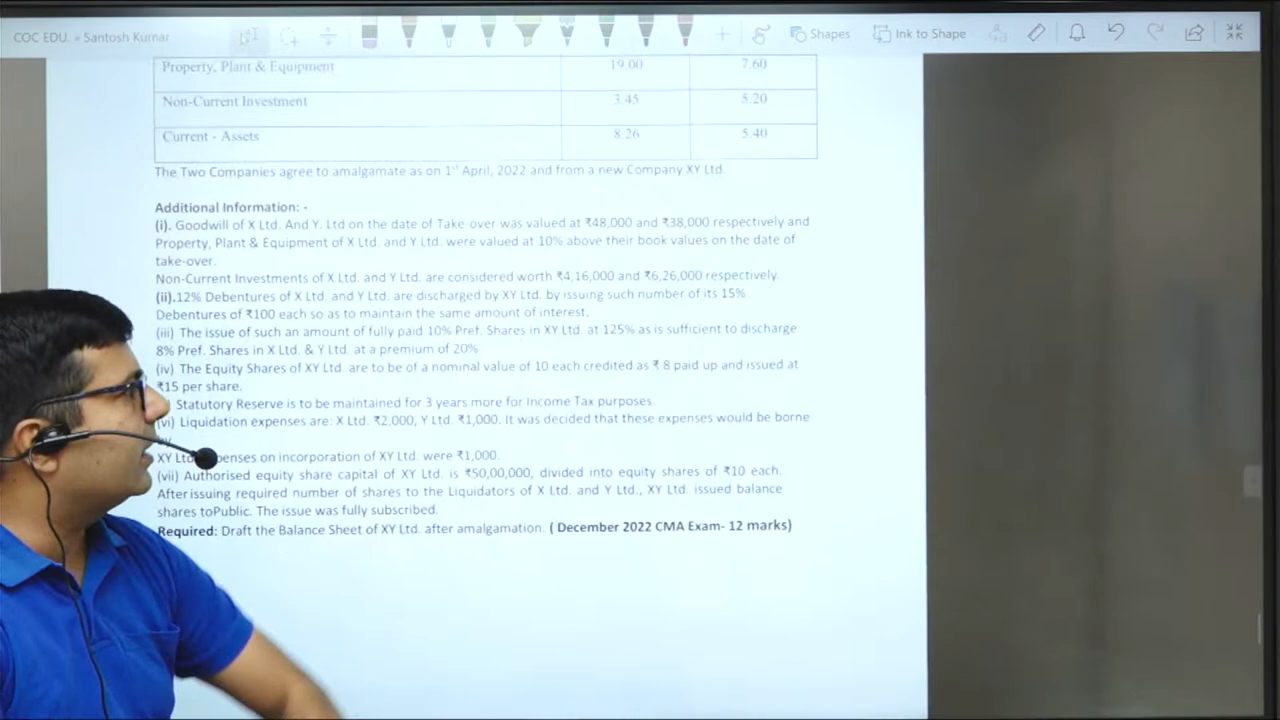 COC EDU. » Santosh Kumar
Shapes
Ink to Shape
Property, Plant & Equipment 19.00 7.60
Non-Current Investment 3.45 5.20
Current - Assets 8.26 5.40
The Two Companies agree to amalgamate as on 1st April, 2022 and from a new Company XY Ltd.
Additional Information: -
(i). Goodwill of X Ltd. And Y. Ltd on the date of Take-over was valued at ₹48,000 and ₹38,000 respectively and
Property, Plant & Equipment of X Ltd. and Y Ltd. were valued at 10% above their book values on the date of
take-over.
Non-Current Investments of X Ltd. and Y Ltd. are considered worth ₹4,16,000 and ₹6,26,000 respectively.
(ii).12% Debentures of X Ltd. and Y Ltd. are discharged by XY Ltd. by issuing such number of its 15%
Debentures of ₹100 each so as to maintain the same amount of interest.
(iii) The issue of such an amount of fully paid 10% Pref. Shares in XY Ltd. at 125% as is sufficient to discharge
8% Pref. Shares in X Ltd. & Y Ltd. at a premium of 20%
(iv) The Equity Shares of XY Ltd. are to be of a nominal value of 10 each credited as ₹ 8 paid up and issued at
₹15 per share.
) Statutory Reserve is to be maintained for 3 years more for Income Tax purposes.
(vi) Liquidation expenses are: X Ltd. ₹2,000, Y Ltd. ₹1,000. It was decided that these expenses would be borne
XY Ltd. penses on incorporation of XY Ltd. were ₹1,000.
(vii) Authorised equity share capital of XY Ltd. is ₹50,00,000, divided into equity shares of ₹10 each.
After issuing required number of shares to the Liquidators of X Ltd. and Y Ltd., XY Ltd. issued balance
shares toPublic. The issue was fully subscribed.
Required: Draft the Balance Sheet of XY Ltd. after amalgamation. ( December 2022 CMA Exam- 12 marks)